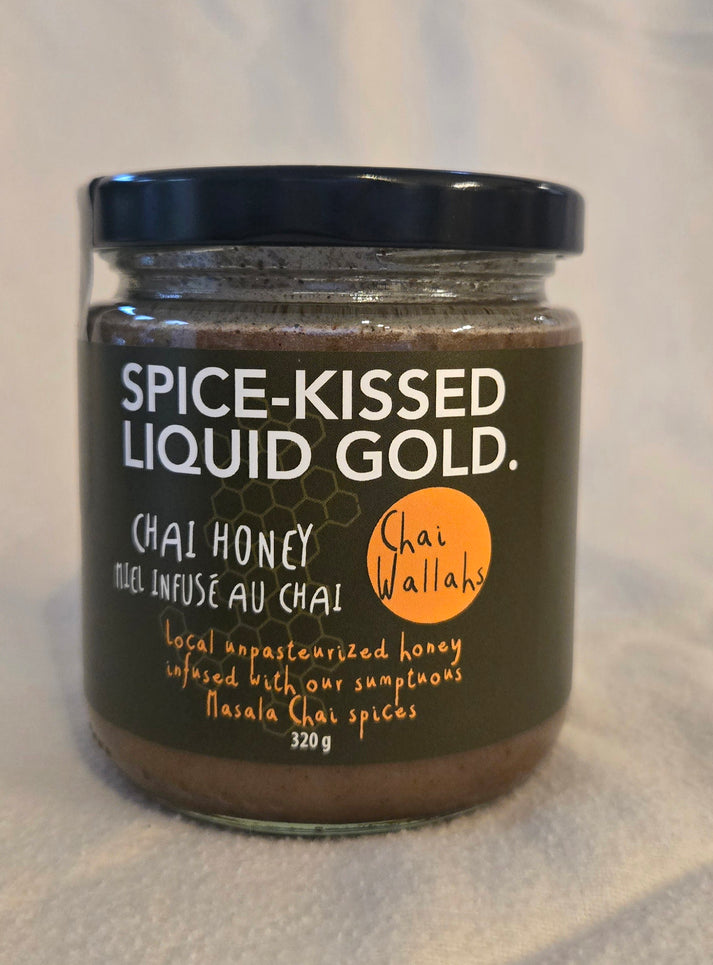 SPICE-KISSED
LIQUID GOLD.
CHAI HONEY
MIEL INFUSÉ AU CHAI
Chai
Wallahs
Local unpasteurized honey
infused with our sumptuous
Masala Chai spices
320 g